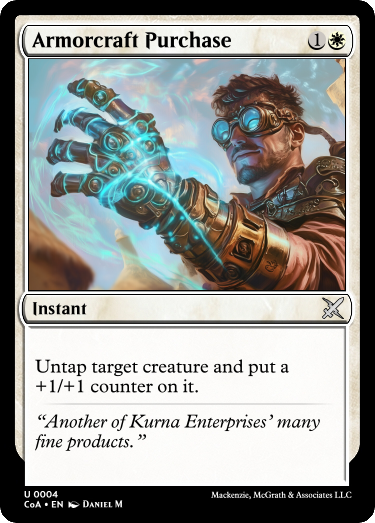 Armorcraft Purchase 1
Instant
Untap target creature and put a
+1/+1 counter on it.
“Another of Kurna Enterprises’ many
fine products.”
U 0004
CoA • EN Daniel M
Mackenzie, McGrath & Associates LLC